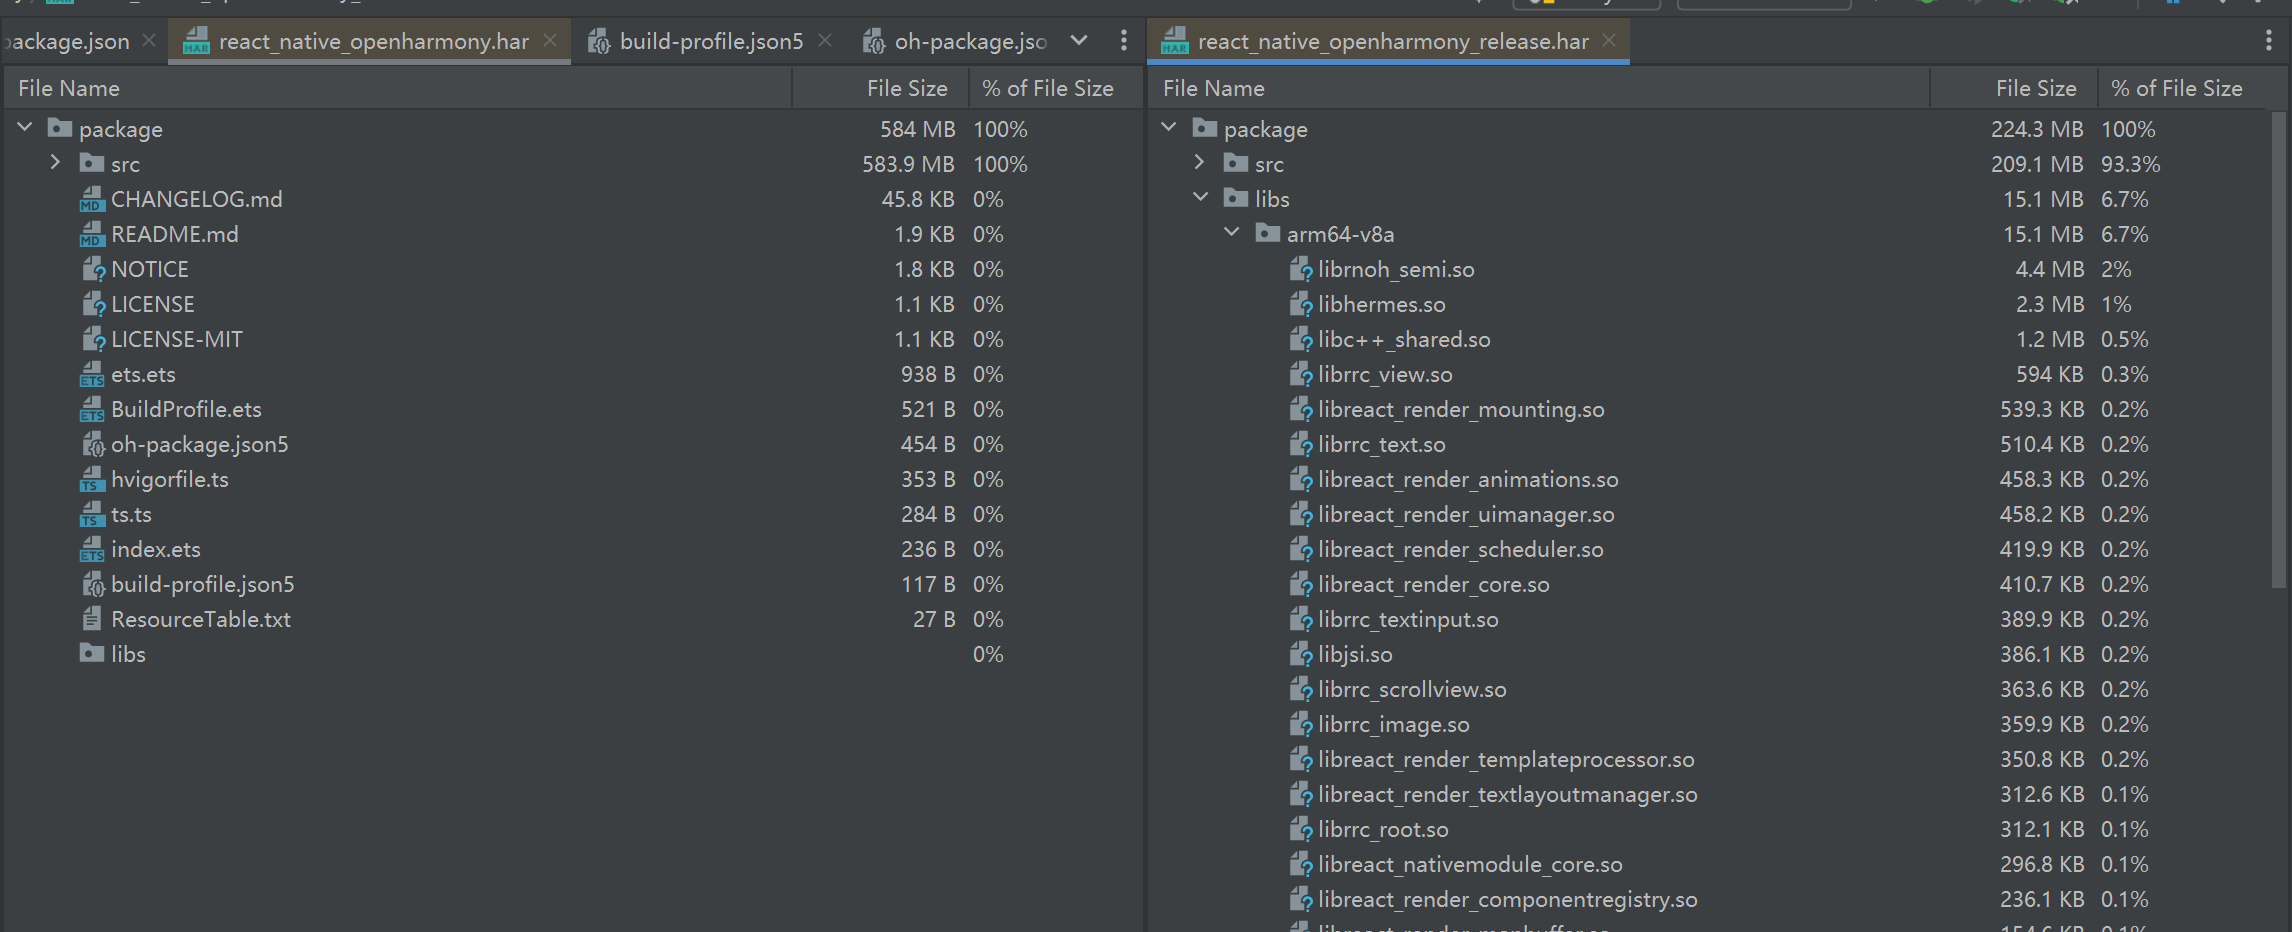 package.json
react_native_openharmony.har
build-profile.json5
oh-package.jso
File Name File Size % of File Size
package 584 MB 100%
src 583.9 MB 100%
CHANGELOG.md 45.8 KB 0%
README.md 1.9 KB 0%
NOTICE 1.8 KB 0%
LICENSE 1.1 KB 0%
LICENSE-MIT 1.1 KB 0%
ets.ets 938 B 0%
BuildProfile.ets 521 B 0%
oh-package.json5 454 B 0%
hvigorfile.ts 353 B 0%
ts.ts 284 B 0%
index.ets 236 B 0%
build-profile.json5 117 B 0%
ResourceTable.txt 27 B 0%
libs 0%
react_native_openharmony_release.har
File Name File Size % of File Size
package 224.3 MB 100%
src 209.1 MB 93.3%
libs 15.1 MB 6.7%
arm64-v8a 15.1 MB 6.7%
librnoh_semi.so 4.4 MB 2%
libhermes.so 2.3 MB 1%
libc++_shared.so 1.2 MB 0.5%
librrc_view.so 594 KB 0.3%
libreact_render_mounting.so 539.3 KB 0.2%
librrc_text.so 510.4 KB 0.2%
libreact_render_animations.so 458.3 KB 0.2%
libreact_render_uimanager.so 458.2 KB 0.2%
libreact_render_scheduler.so 419.9 KB 0.2%
libreact_render_core.so 410.7 KB 0.2%
librrc_textinput.so 389.9 KB 0.2%
libjsi.so 386.1 KB 0.2%
librrc_scrollview.so 363.6 KB 0.2%
librrc_image.so 359.9 KB 0.2%
libreact_render_templateprocessor.so 350.8 KB 0.2%
libreact_render_textlayoutmanager.so 312.6 KB 0.1%
librrc_root.so 312.1 KB 0.1%
libreact_nativemodule_core.so 296.8 KB 0.1%
libreact_render_componentregistry.so 236.1 KB 0.1%